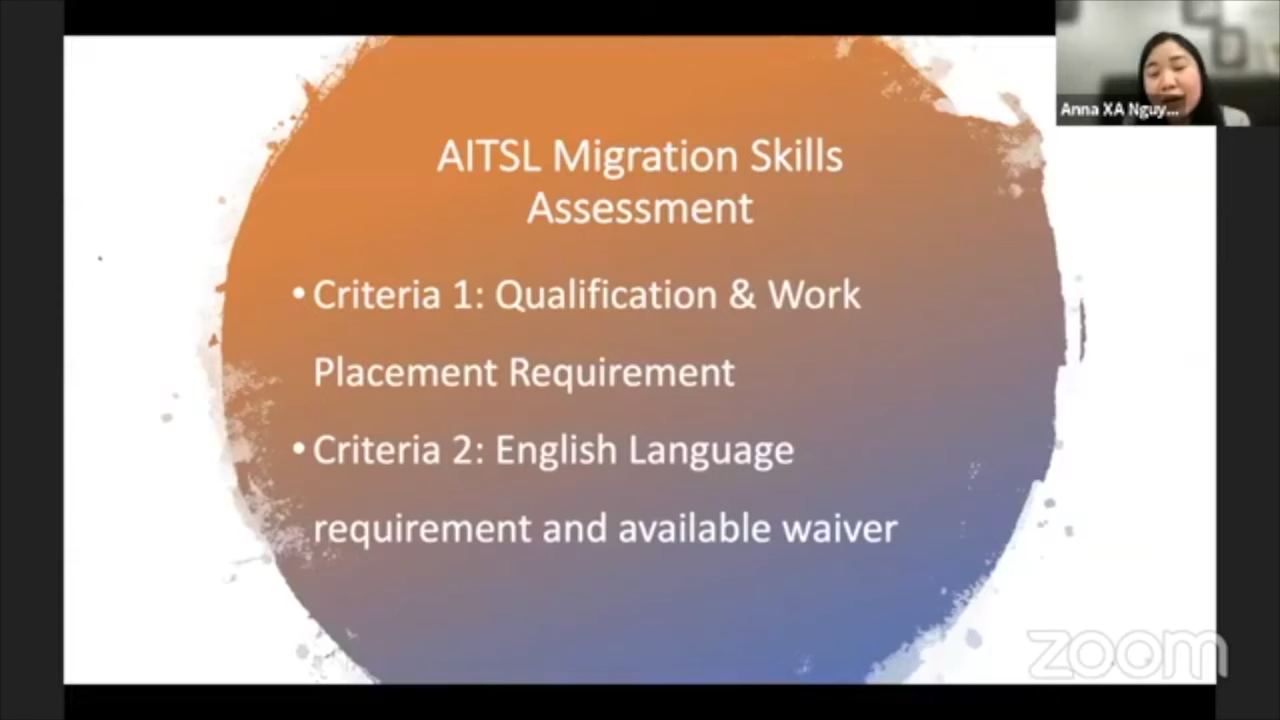 AITSL Migration Skills
Assessment
• Criteria 1: Qualification & Work
Placement Requirement
• Criteria 2: English Language
requirement and available waiver
Anna XA Nguy...
zoom